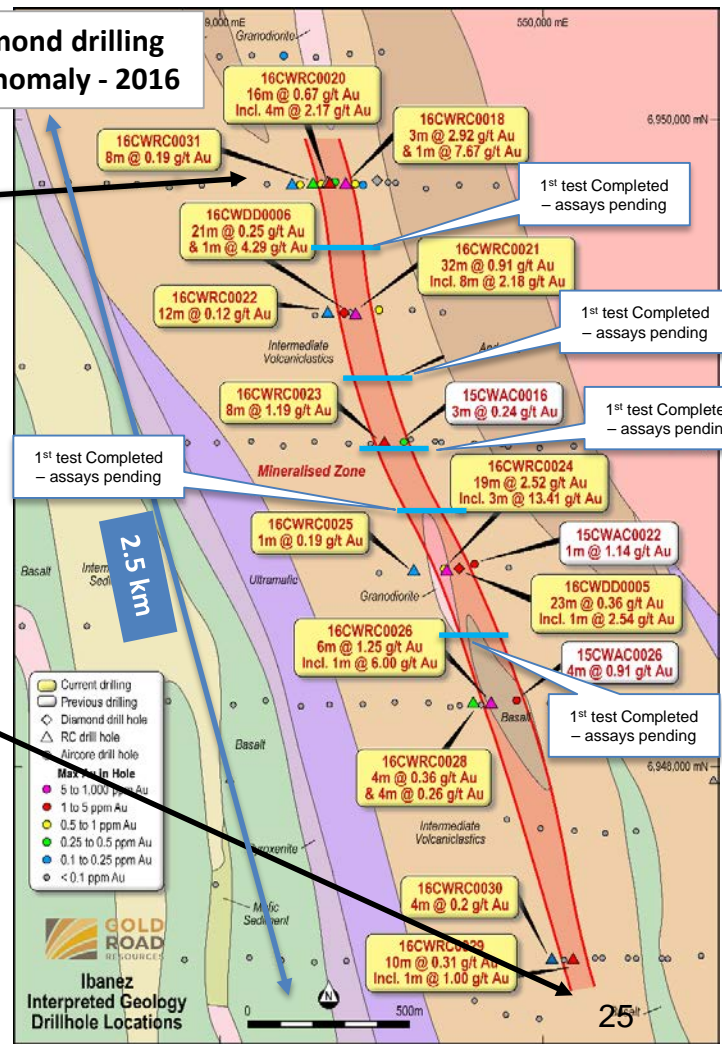 mond drilling
nomaly - 2016
9,000 mE
550,000 mE
Granodiorite
16CWRC0020
16m @ 0.67 g/t Au
Incl. 4m @ 2.17 g/t Au
16CWRC0018
3m @ 2.92 g/t Au
& 1m @ 7.67 g/t Au
6,950,000 mN
16CWRC0031
8m @ 0.19 g/t Au
1st test Completed
– assays pending
16CWDD0006
21m @ 0.25 g/t Au
& 1m @ 4.29 g/t Au
16CWRC0021
32m @ 0.91 g/t Au
Incl. 8m @ 2.18 g/t Au
16CWRC0022
12m @ 0.12 g/t Au
1st test Completed
– assays pending
Intermediate
Volcaniclastics
16CWRC0023
8m @ 1.19 g/t Au
15CWAC0016
3m @ 0.24 g/t Au
1st test Complete
– assays pendin
1st test Completed
– assays pending
Mineralised Zone
16CWRC0024
19m @ 2.52 g/t Au
Incl. 3m @ 13.41 g/t Au
16CWRC0025
1m @ 0.19 g/t Au
15CWAC0022
1m @ 1.14 g/t Au
Basalt
Ultramafic
Granodiorite
2.5 km
16CWDD0005
23m @ 0.36 g/t Au
Incl. 1m @ 2.54 g/t Au
16CWRC0026
6m @ 1.25 g/t Au
Incl. 1m @ 6.00 g/t Au
15CWAC0026
4m @ 0.91 g/t Au
Basalt
1st test Completed
– assays pending
Basalt
16CWRC0028
4m @ 0.36 g/t Au
& 4m @ 0.26 g/t Au
6,948,000 mN
Current drilling
Previous drilling
Diamond drill hole
RC drill hole
Aircore drill hole
Max Au in Hole
5 to 1,000 ppm Au
1 to 5 ppm Au
0.5 to 1 ppm Au
0.25 to 0.5 ppm Au
0.1 to 0.25 ppm Au
<0.1 ppm Au
Intermediate
Volcaniclastics
Pyroxenite
Mafic
Sediment
16CWRC0030
4m @ 0.2 g/t Au
16CWRC0029
10m @ 0.31 g/t Au
Incl. 1m @ 1.00 g/t Au
GOLD
ROAD
RESOURCES
Ibanez
Interpreted Geology
Drillhole Locations
N
0
500m
Basalt
25